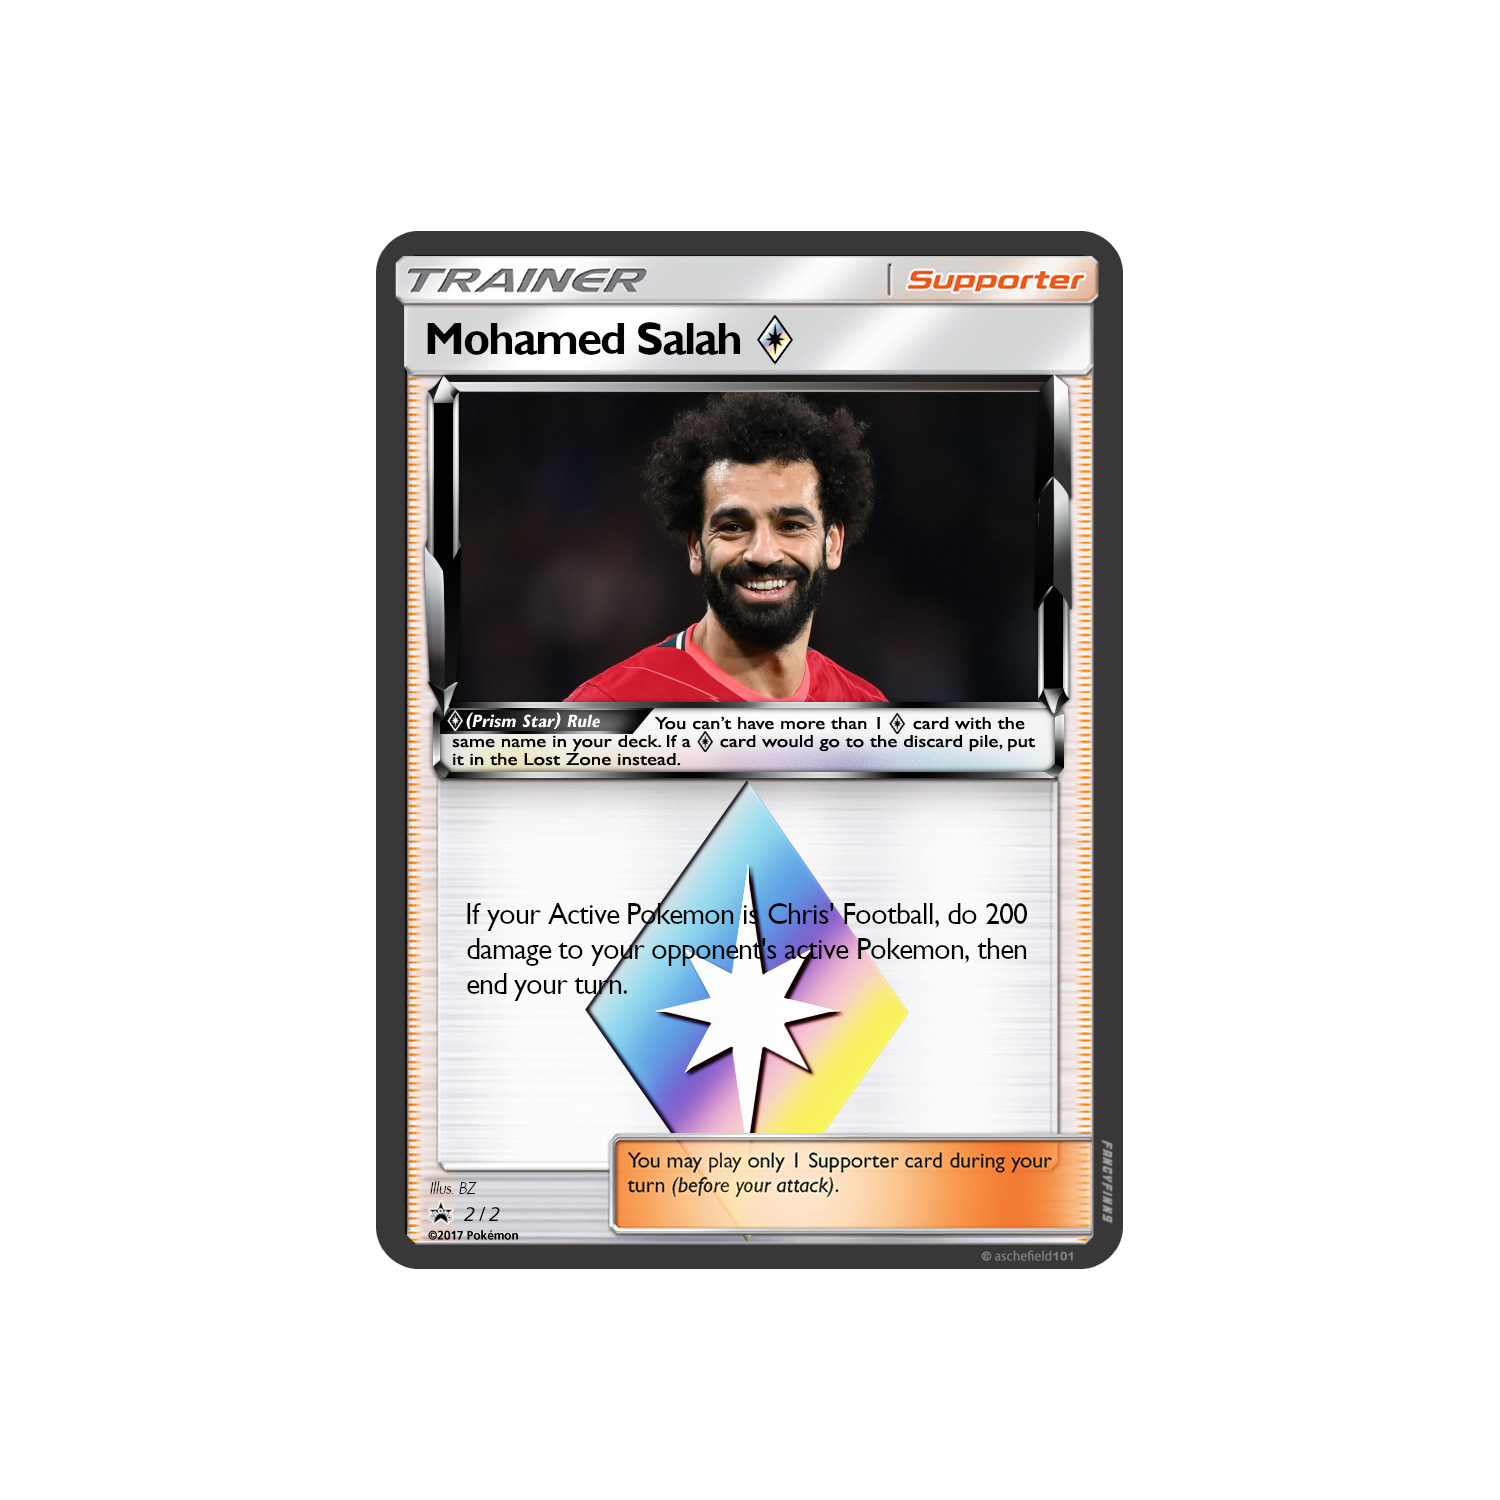 TRAINER
Supporter
Mohamed Salah
(Prism Star) Rule You can't have more than 1 card with the
same name in your deck. If a card would go to the discard pile, put
it in the Lost Zone instead.
If your Active Pokemon is Chris' Football, do 200
damage to your opponent's active Pokemon, then
end your turn.
You may play only 1 Supporter card during your
turn (before your attack).
Illus. BZ
2/2
©2017 Pokémon
FANCYFINN9
© aschefield101